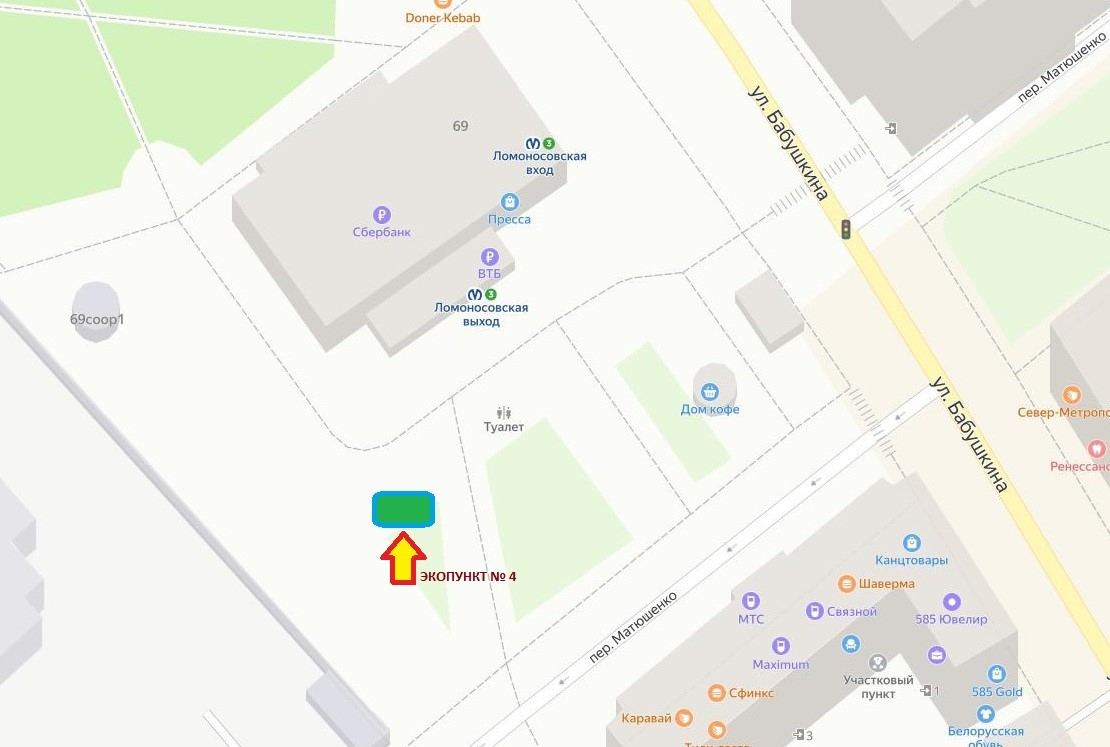 Doner Kebab
ул. Бабушкина
пер. Матюшенко
69
Ломоносовская
вход
3
Пресса
Сбербанк
ВТБ
3
Ломоносовская
выход
69соор1
Дом кофе
Туалет
ул. Бабушкина
Север-Метропо
Ренессанс
ЭКОПУНКТ № 4
Канцтовары
Шаверма
МТС
Связной
585 Ювелир
пер. Матюшенко
Maximum
Участковый
пункт
1
585 Gold
Сфинкс
Каравай
3
Белорусская
обувь